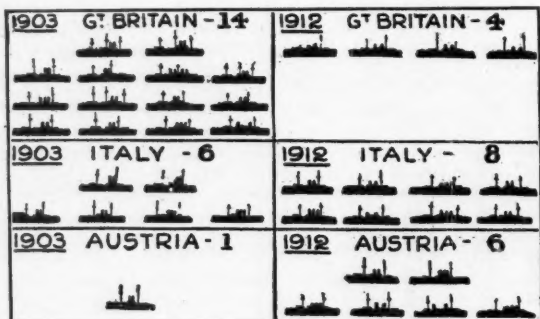 1903 GT BRITAIN - 14
1912 GT BRITAIN - 4
1903 ITALY - 6
1912 ITALY - 8
1903 AUSTRIA - 1
1912 AUSTRIA - 6